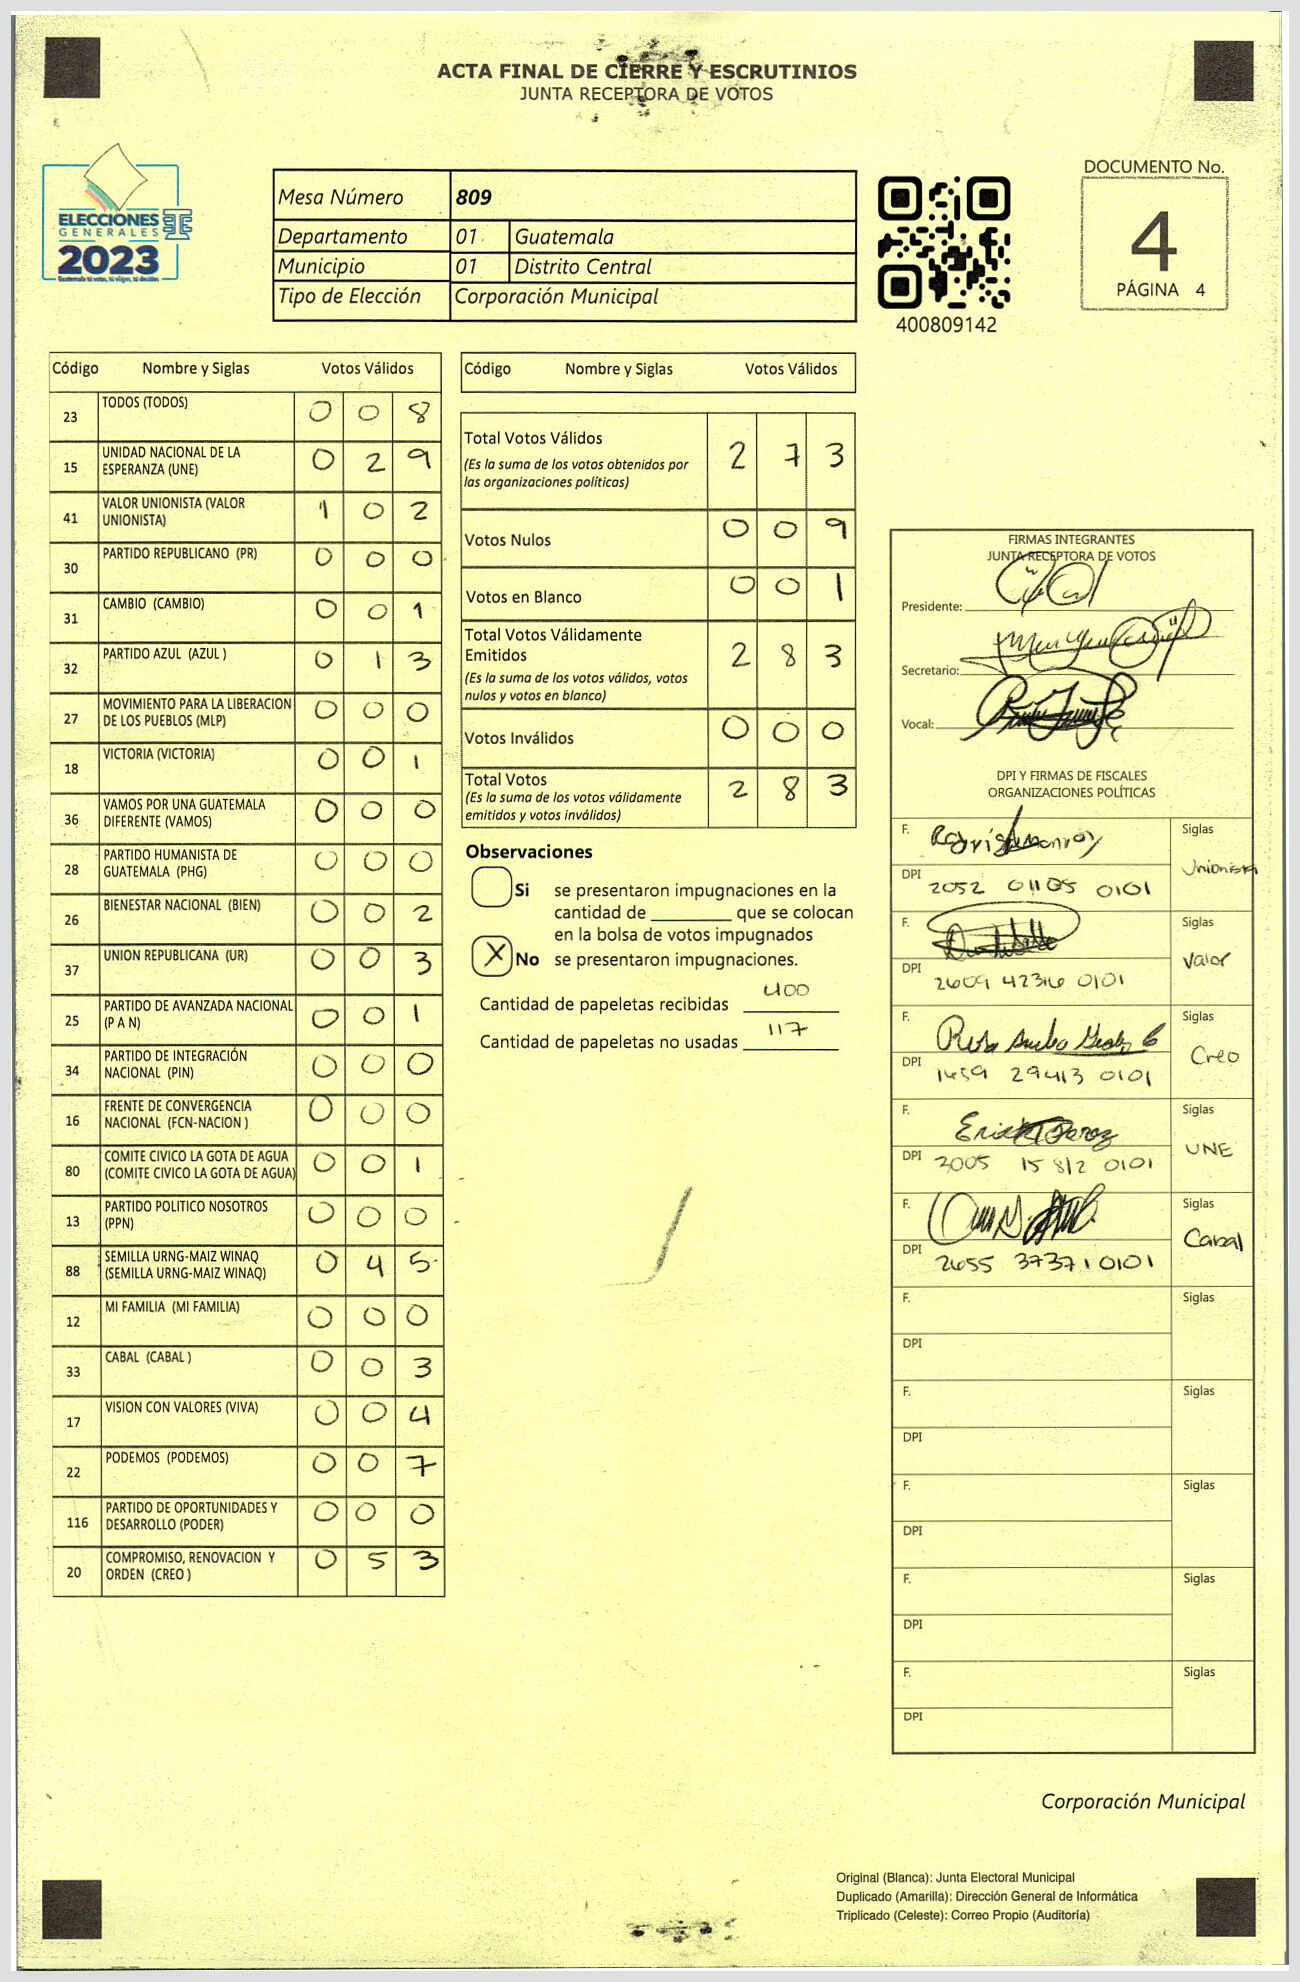 ACTA FINAL DE CIERRE Y ESCRUTINIOS
JUNTA RECEPTORA DE VOTOS
ELECCIONES
GENERALES
2023
Mesa Número 809
Departamento 01 Guatemala
Municipio 01 Distrito Central
Tipo de Elección Corporación Municipal
400809142
DOCUMENTO No.
4
PÁGINA 4
Código Nombre y Siglas Votos Válidos
23 TODOS (TODOS) 0 0 8
15 UNIDAD NACIONAL DE LA
ESPERANZA (UNE) 0 2 9
41 VALOR UNIONISTA (VALOR
UNIONISTA) 1 0 2
30 PARTIDO REPUBLICANO (PR) 0 0 0
31 CAMBIO (CAMBIO) 0 0 1
32 PARTIDO AZUL (AZUL ) 0 1 3
27 MOVIMIENTO PARA LA LIBERACION
DE LOS PUEBLOS (MLP) 0 0 0
18 VICTORIA (VICTORIA) 0 0 1
36 VAMOS POR UNA GUATEMALA
DIFERENTE (VAMOS) 0 0 0
28 PARTIDO HUMANISTA DE
GUATEMALA (PHG) 0 0 0
26 BIENESTAR NACIONAL (BIEN) 0 0 2
37 UNION REPUBLICANA (UR) 0 0 3
25 PARTIDO DE AVANZADA NACIONAL
(P A N) 0 0 1
34 PARTIDO DE INTEGRACIÓN
NACIONAL (PIN) 0 0 0
16 FRENTE DE CONVERGENCIA
NACIONAL (FCN-NACION ) 0 0 0
80 COMITE CIVICO LA GOTA DE AGUA
(COMITE CIVICO LA GOTA DE AGUA) 0 0 1
13 PARTIDO POLITICO NOSOTROS
(PPN) 0 0 0
88 SEMILLA URNG-MAIZ WINAQ
(SEMILLA URNG-MAIZ WINAQ) 0 4 5
12 MI FAMILIA (MI FAMILIA) 0 0 0
33 CABAL (CABAL ) 0 0 3
17 VISION CON VALORES (VIVA) 0 0 4
22 PODEMOS (PODEMOS) 0 0 7
116 PARTIDO DE OPORTUNIDADES Y
DESARROLLO (PODER) 0 0 0
20 COMPROMISO, RENOVACION Y
ORDEN (CREO ) 0 5 3
Código Nombre y Siglas Votos Válidos
Total Votos Válidos 2 7 3
(Es la suma de los votos obtenidos por
las organizaciones políticas)
Votos Nulos 0 0 9
Votos en Blanco 0 0 1
Total Votos Válidamente
Emitidos 2 8 3
(Es la suma de los votos válidos, votos
nulos y votos en blanco)
Votos Inválidos 0 0 0
Total Votos 2 8 3
(Es la suma de los votos válidamente
emitidos y votos inválidos)
Observaciones
Si se presentaron impugnaciones en la
cantidad de ________ que se colocan
en la bolsa de votos impugnados
X No se presentaron impugnaciones.
Cantidad de papeletas recibidas 400
Cantidad de papeletas no usadas 117
FIRMAS INTEGRANTES
JUNTA RECEPTORA DE VOTOS
Presidente:
Secretario:
Vocal:
DPI Y FIRMAS DE FISCALES
ORGANIZACIONES POLÍTICAS
F. Siglas
Unionista
DPI 2052 01105 0101
F. Siglas
Valor
DPI 2609 42316 0101
F. Siglas
Creo
DPI 1459 29413 0101
F. Erick Perez Siglas
UNE
DPI 3005 15812 0101
F. Siglas
Cabal
DPI 2655 37371 0101
F. Siglas
DPI
F. Siglas
DPI
F. Siglas
DPI
F. Siglas
DPI
F. Siglas
DPI
Corporación Municipal
Original (Blanca): Junta Electoral Municipal
Duplicado (Amarilla): Dirección General de Informática
Triplicado (Celeste): Correo Propio (Auditoría)